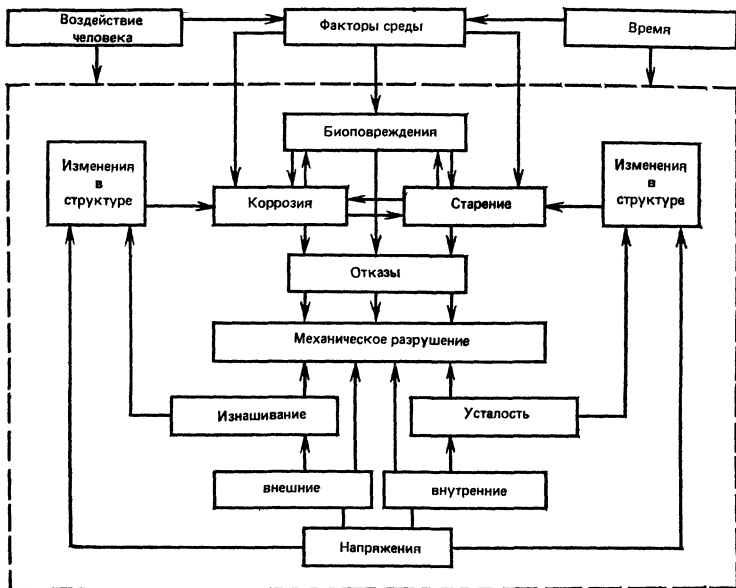 Воздействие
человека
Факторы среды
Время
Биоповреждения
Изменения
в
структуре
Изменения
в
структуре
Коррозия
Старение
Отказы
Механическое разрушение
Изнашивание
Усталость
внешние
внутренние
Напряжения